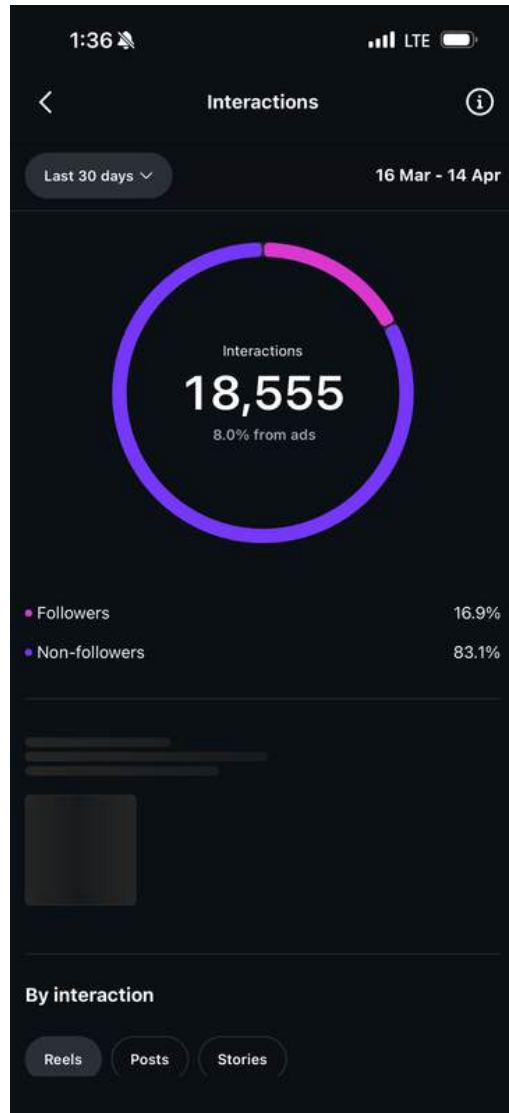 1:36 LTE
Interactions
Last 30 days 16 Mar - 14 Apr
Interactions
18,555
8.0% from ads
Followers 16.9%
Non-followers 83.1%
By interaction
Reels Posts Stories